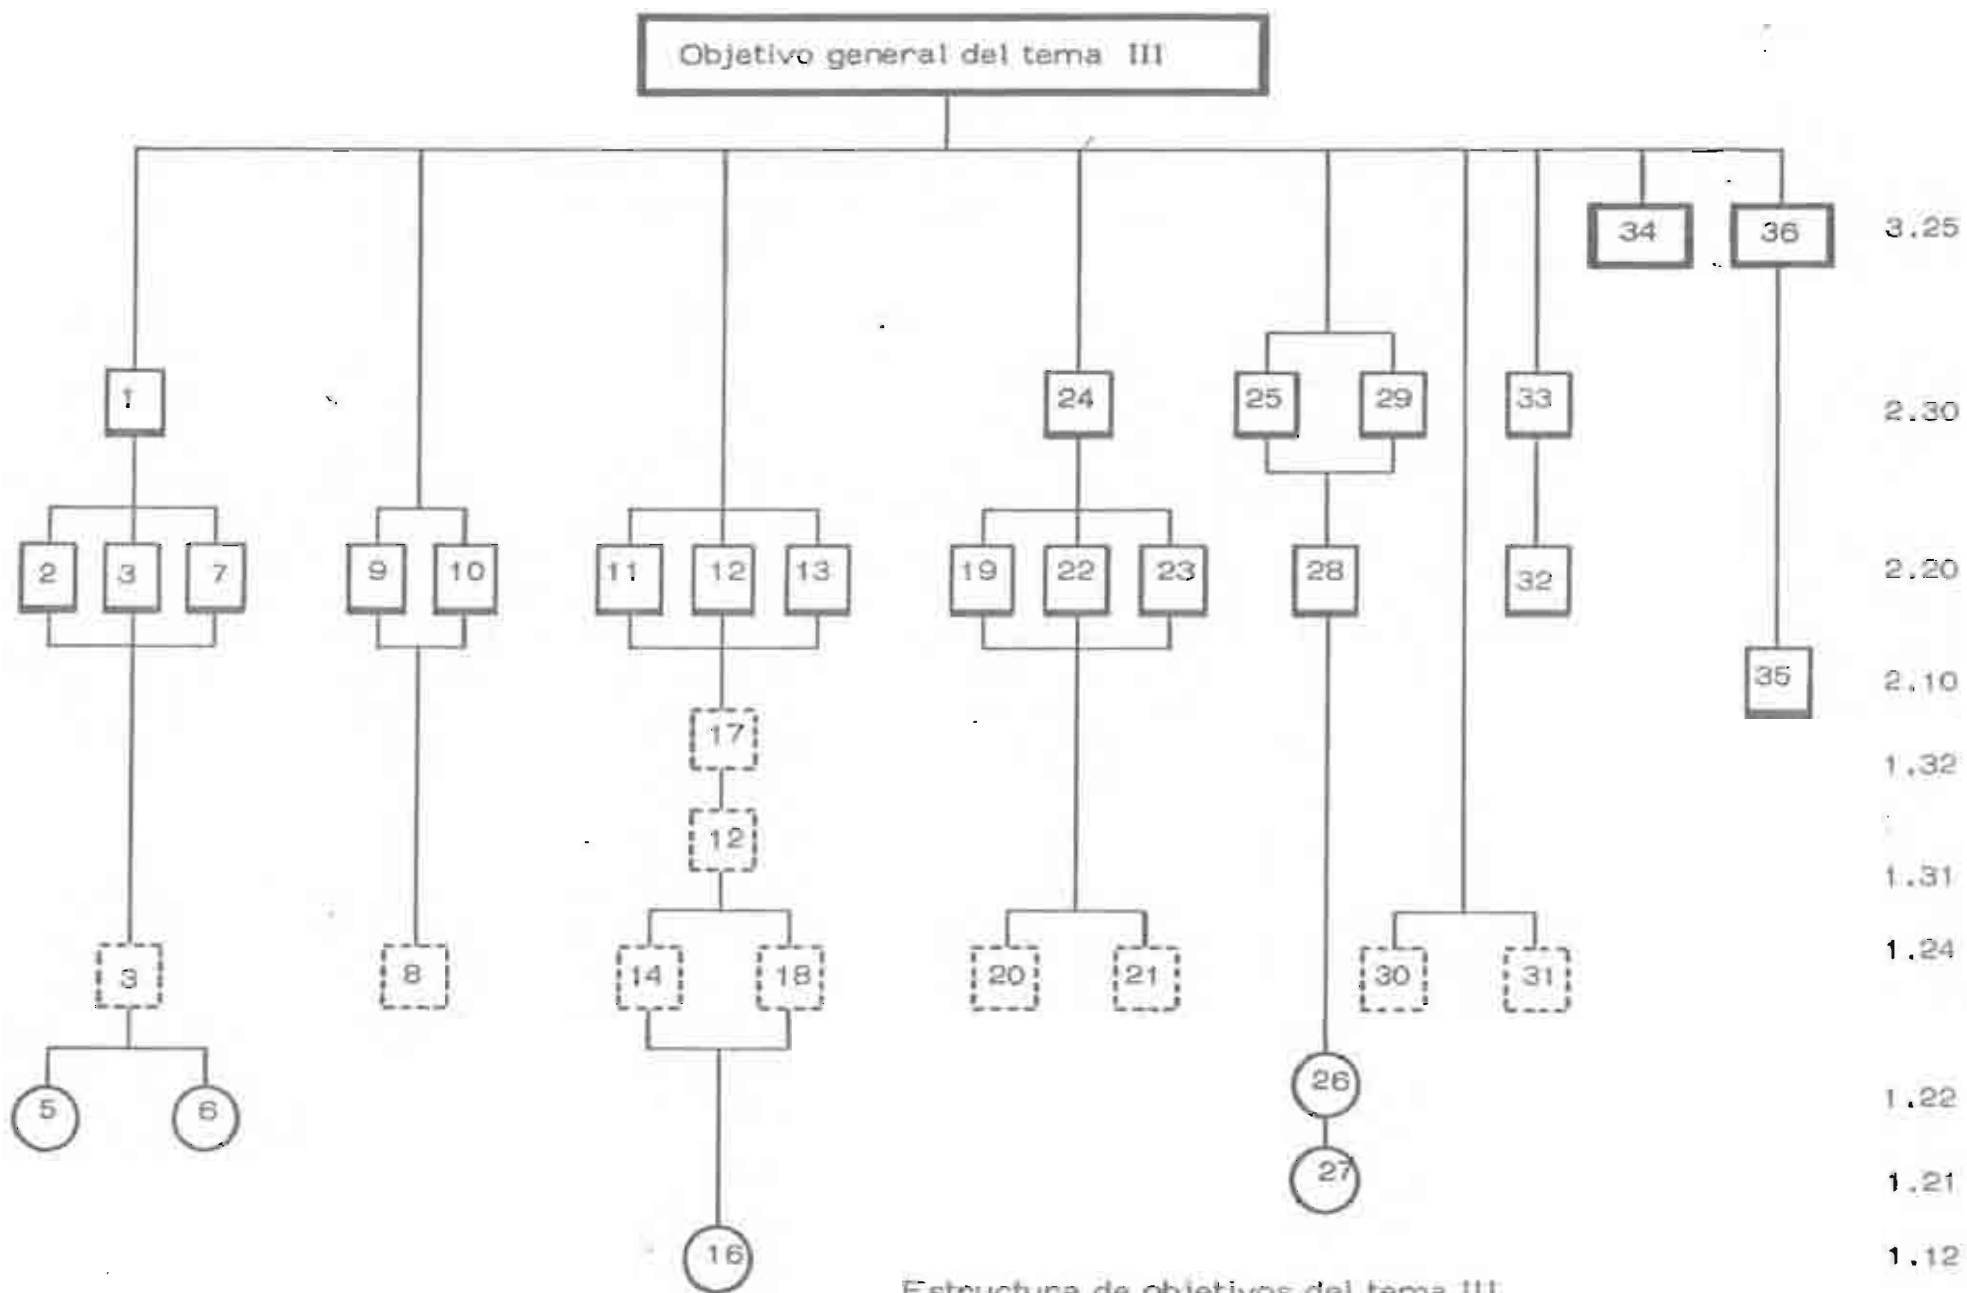 Objetivo general del tema III
34 36 3.25
1 24 25 29 33 2.30
2 3 7 9 10 11 12 13 19 22 23 28 32 2.20
35 2.10
17 1.32
12 1.31
3 8 14 18 20 21 30 31 1.24
5 6 26 1.22
27 1.21
16 1.12
Estructura de objetivos del tema III